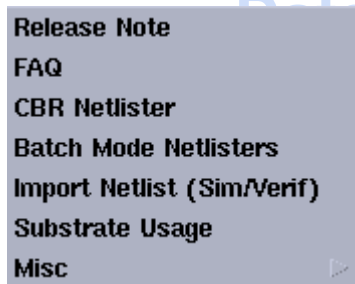 Release Note
FAQ
CBR Netlister
Batch Mode Netlisters
Import Netlist (Sim/Verif)
Substrate Usage
Misc